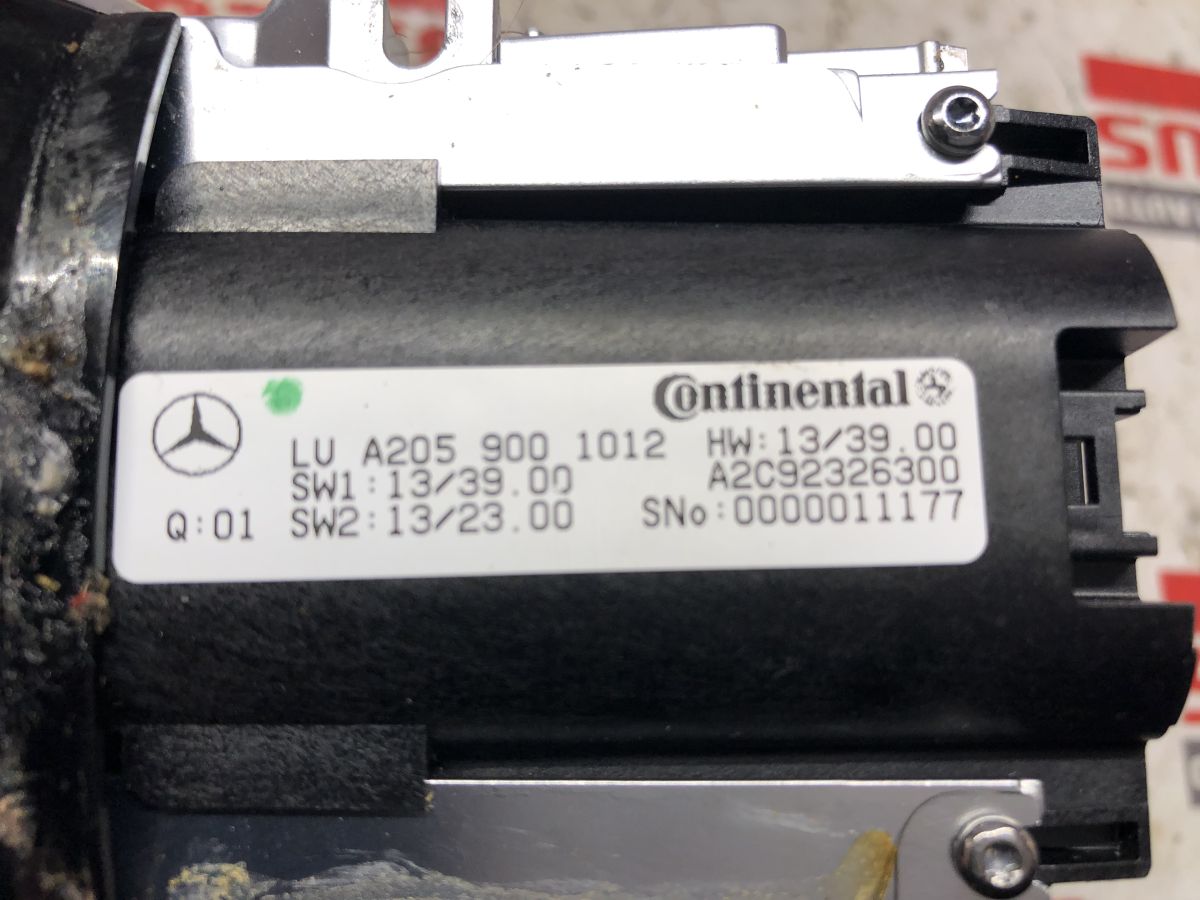 Continental
LU A205 900 1012 HW:13/39.00
SW1:13/39.00 A2C92326300
Q:01 SW2:13/23.00 SNo:0000011177
US